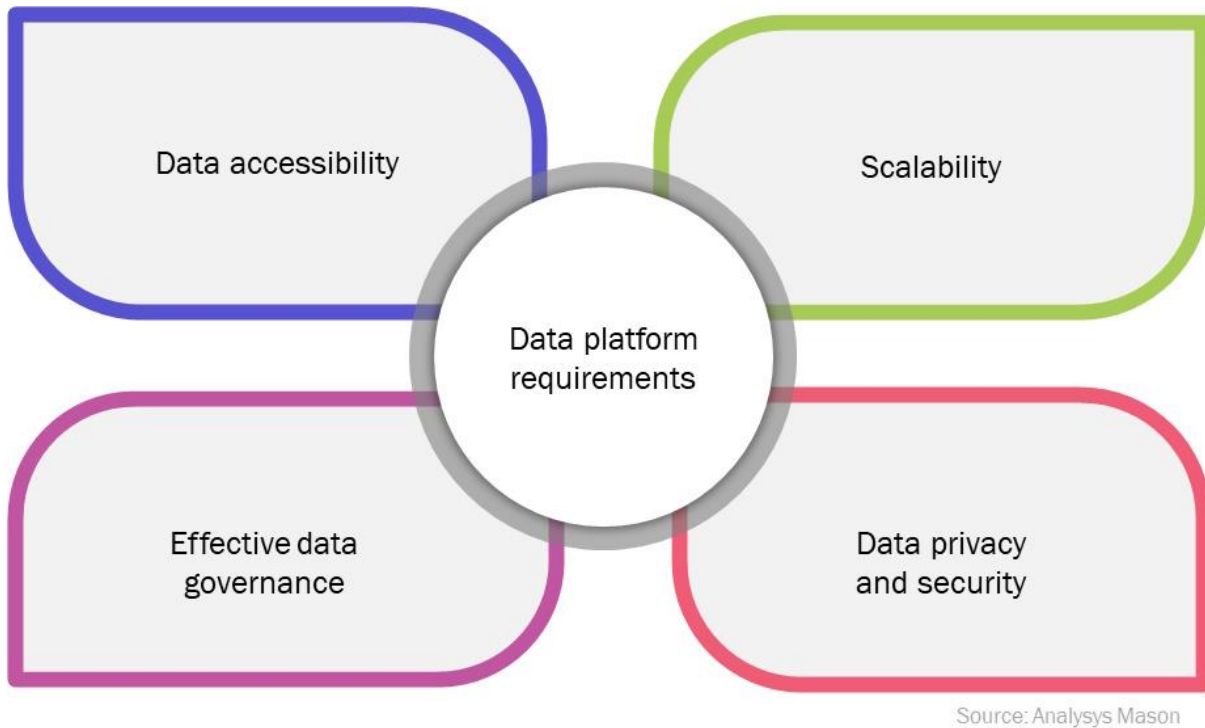 Data accessibility
Scalability
Data platform
requirements
Effective data
governance
Data privacy
and security
Source: Analysys Mason